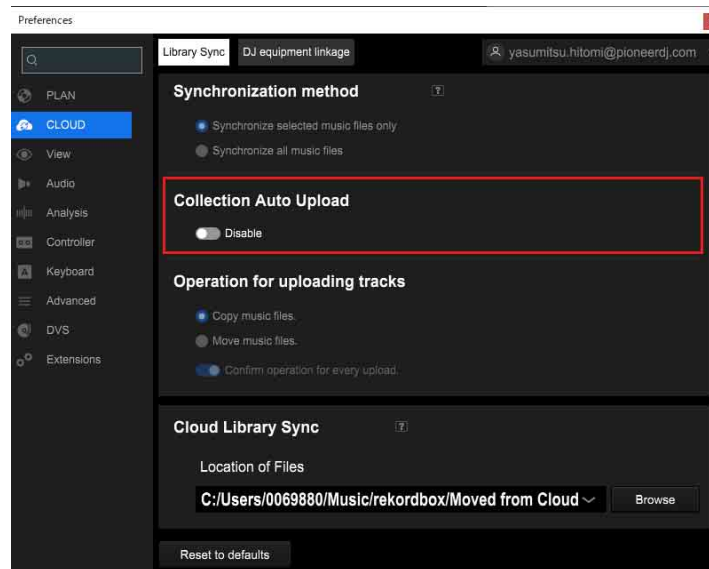 Preferences
Library Sync
DJ equipment linkage
yasumitsu.hitomi@pioneerdj.com
PLAN
CLOUD
View
Audio
Analysis
Controller
Keyboard
Advanced
DVS
Extensions
Synchronization method
?
Synchronize selected music files only
Synchronize all music files
Collection Auto Upload
Disable
Operation for uploading tracks
Copy music files.
Move music files.
Confirm operation for every upload.
Cloud Library Sync
?
Location of Files
C:/Users/0069880/Music/rekordbox/Moved from Cloud
Browse
Reset to defaults